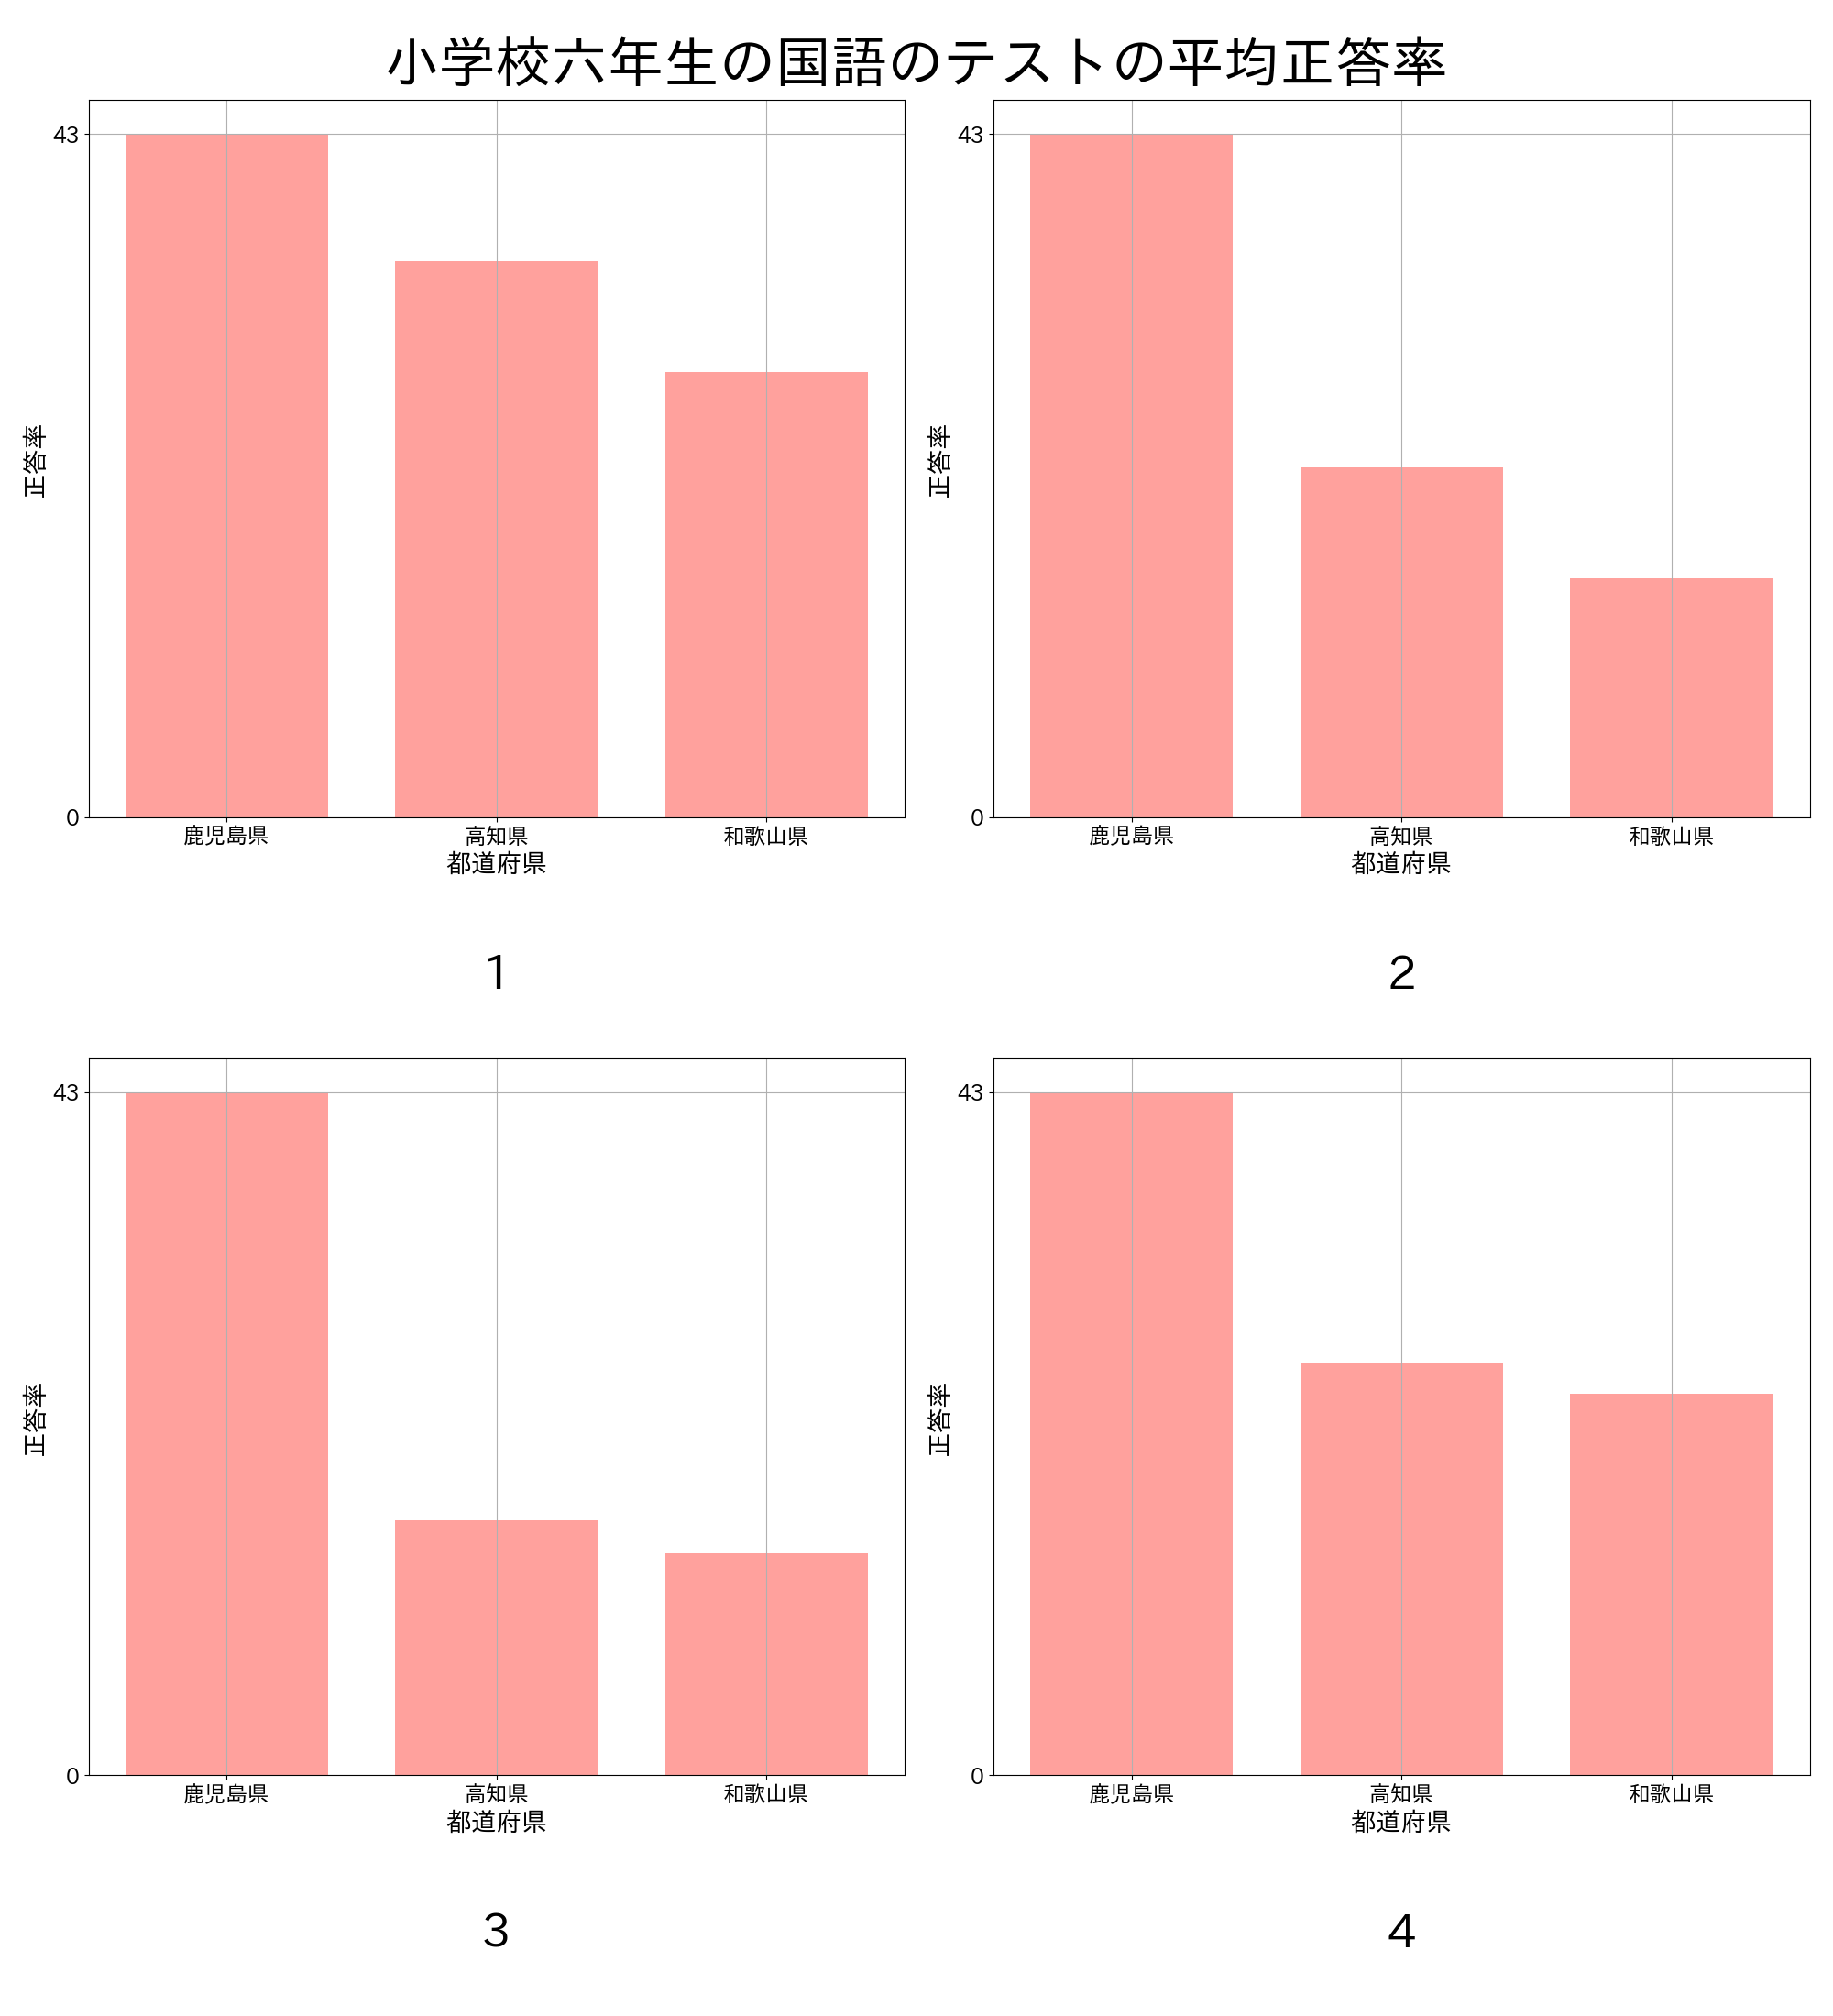 小学校六年生の国語のテストの平均正答率
43
正答率
0
鹿児島県 高知県 和歌山県
都道府県
1
43
正答率
0
鹿児島県 高知県 和歌山県
都道府県
2
43
正答率
0
鹿児島県 高知県 和歌山県
都道府県
3
43
正答率
0
鹿児島県 高知県 和歌山県
都道府県
4